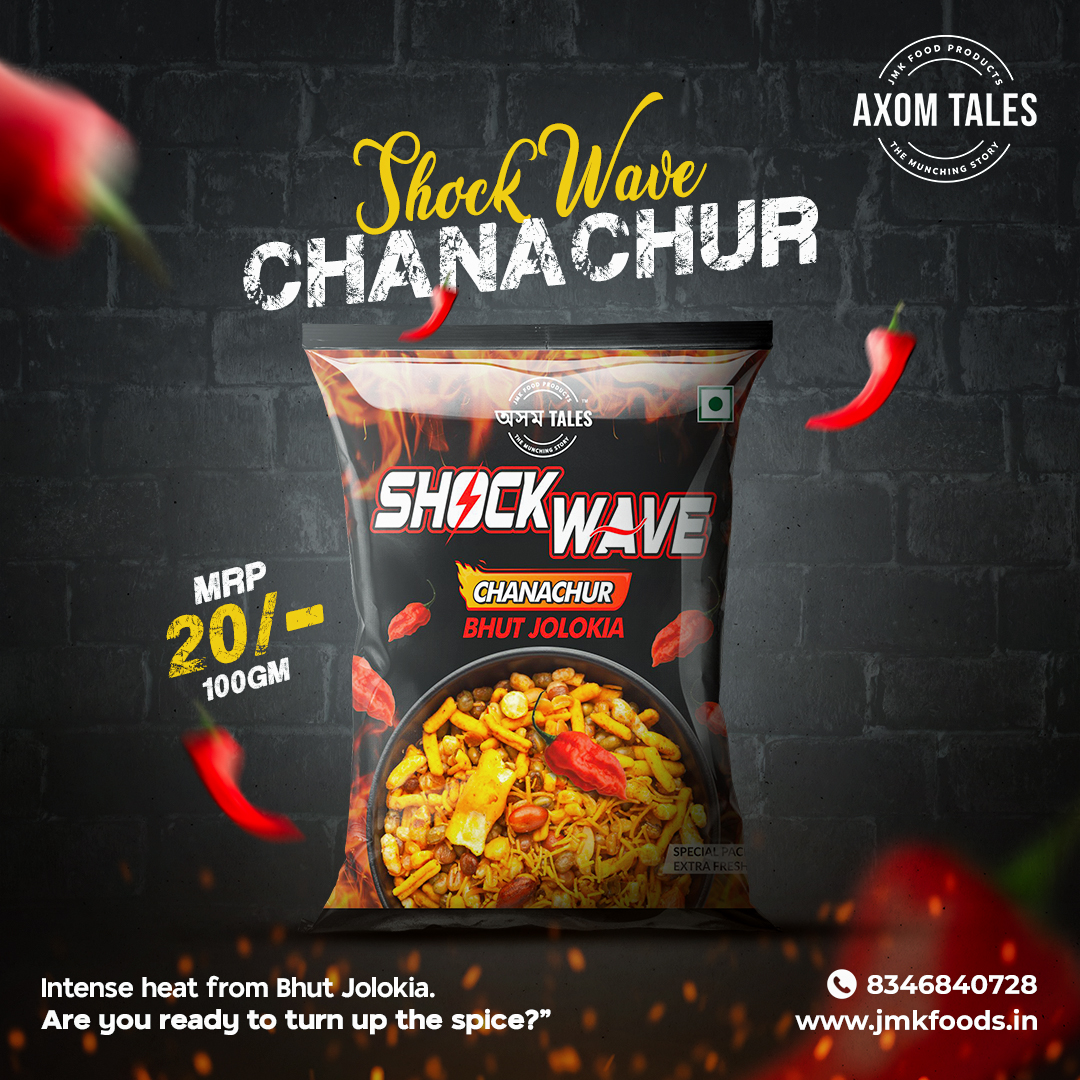 JMK FOOD PRODUCTS
AXOM TALES
THE MUNCHING STORY
Shock Wave
CHANACHUR
JMK FOOD PRODUCTS
অসম TALES
THE MUNCHING STORY
SHOCK WAVE
CHANACHUR
BHUT JOLOKIA
MRP
20/-
100GM
SPECIAL PAC
EXTRA FRESH
Intense heat from Bhut Jolokia.
Are you ready to turn up the spice?”
8346840728
www.jmkfoods.in